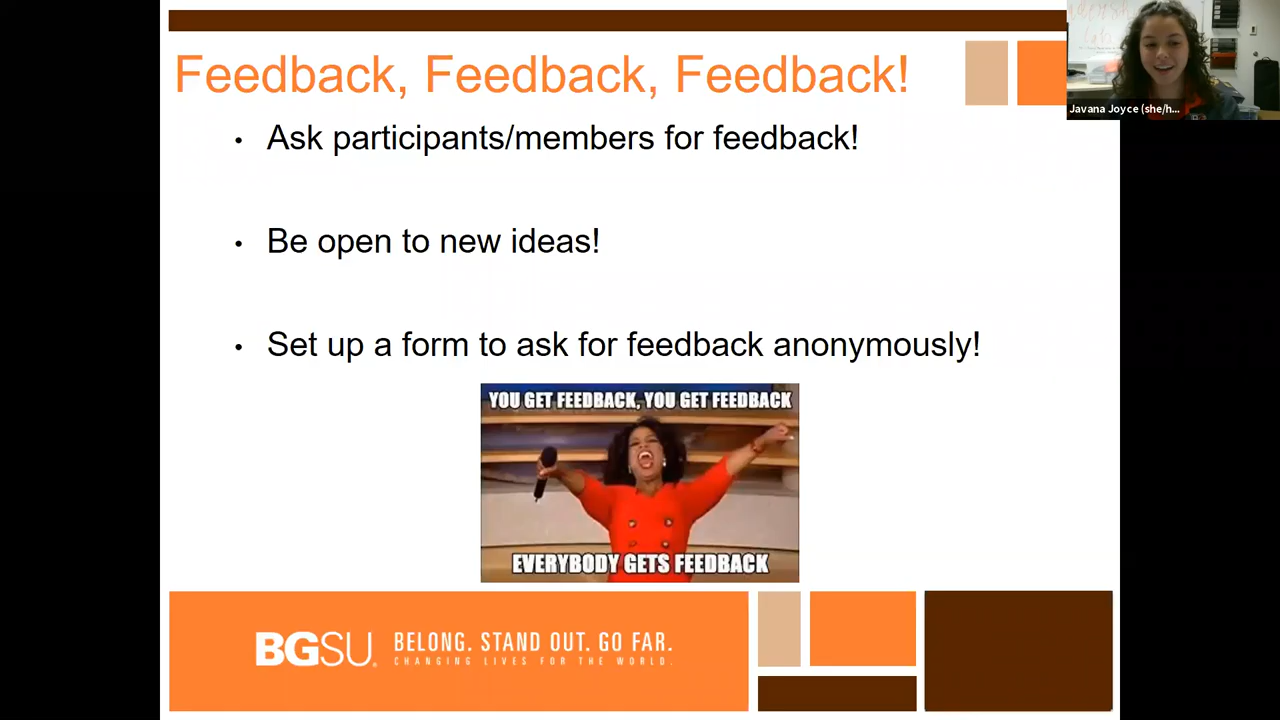 Feedback, Feedback, Feedback!
Javana Joyce (she/h...
• Ask participants/members for feedback!
• Be open to new ideas!
• Set up a form to ask for feedback anonymously!
YOU GET FEEDBACK, YOU GET FEEDBACK
EVERYBODY GETS FEEDBACK
BGSU® BELONG. STAND OUT. GO FAR.
CHANGING LIVES FOR THE WORLD.